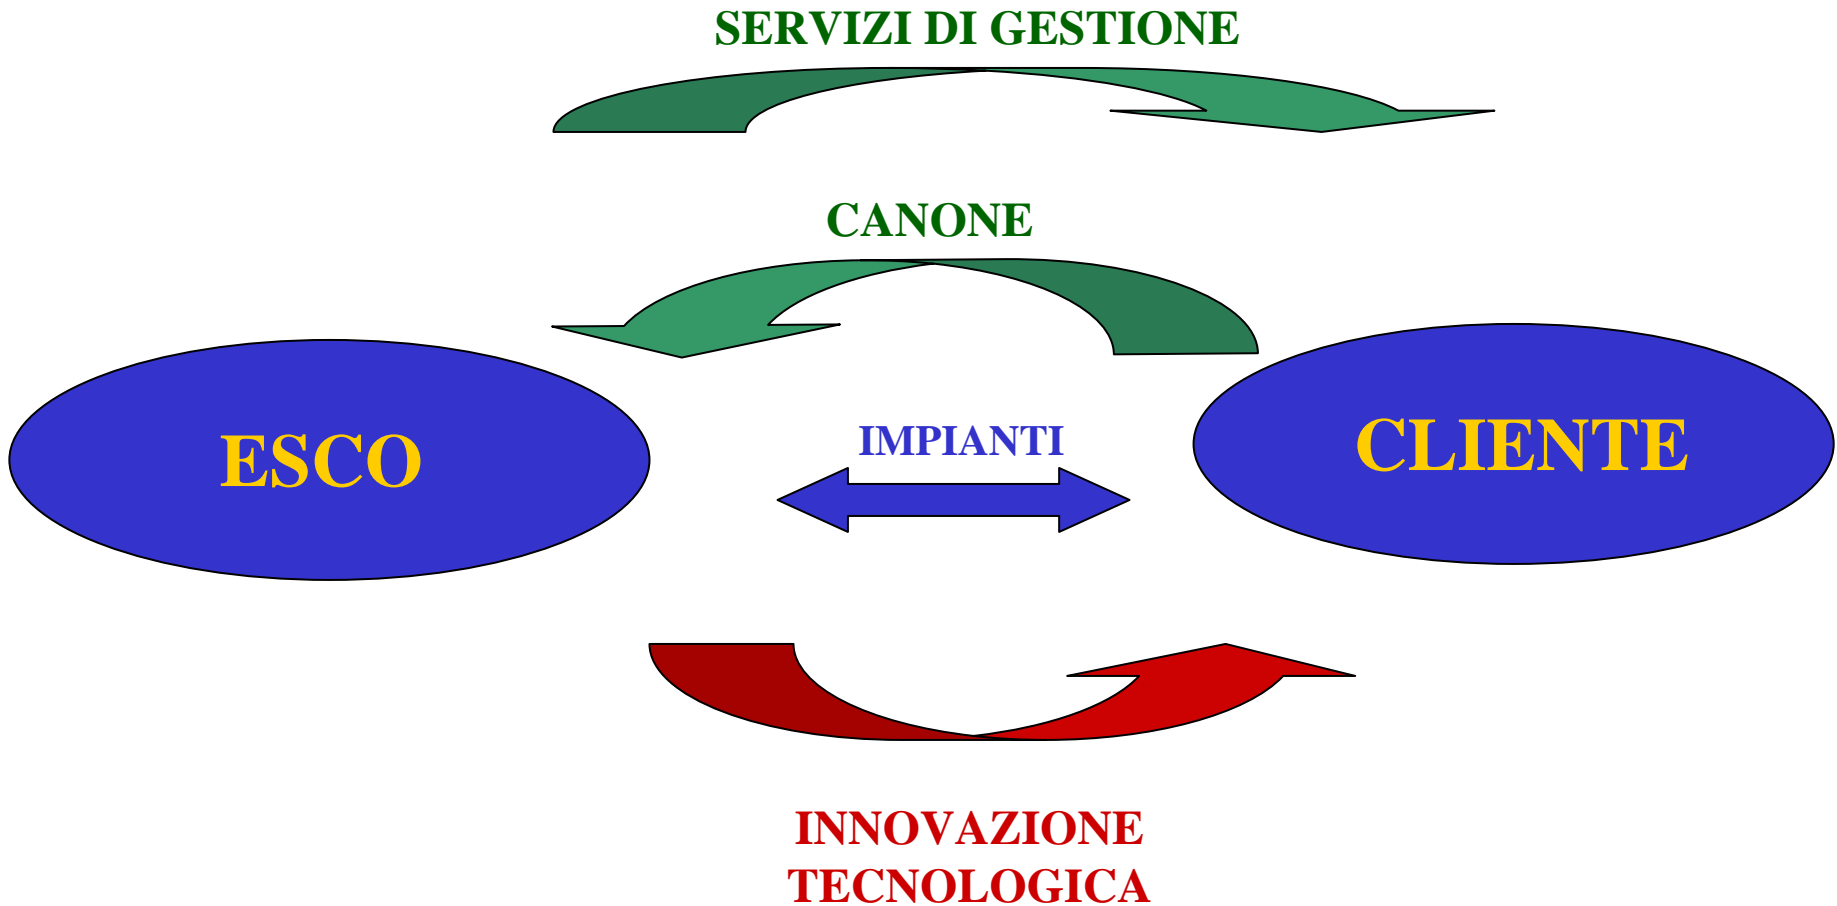 SERVIZI DI GESTIONE
CANONE
ESCO
IMPIANTI
CLIENTE
INNOVAZIONE
TECNOLOGICA